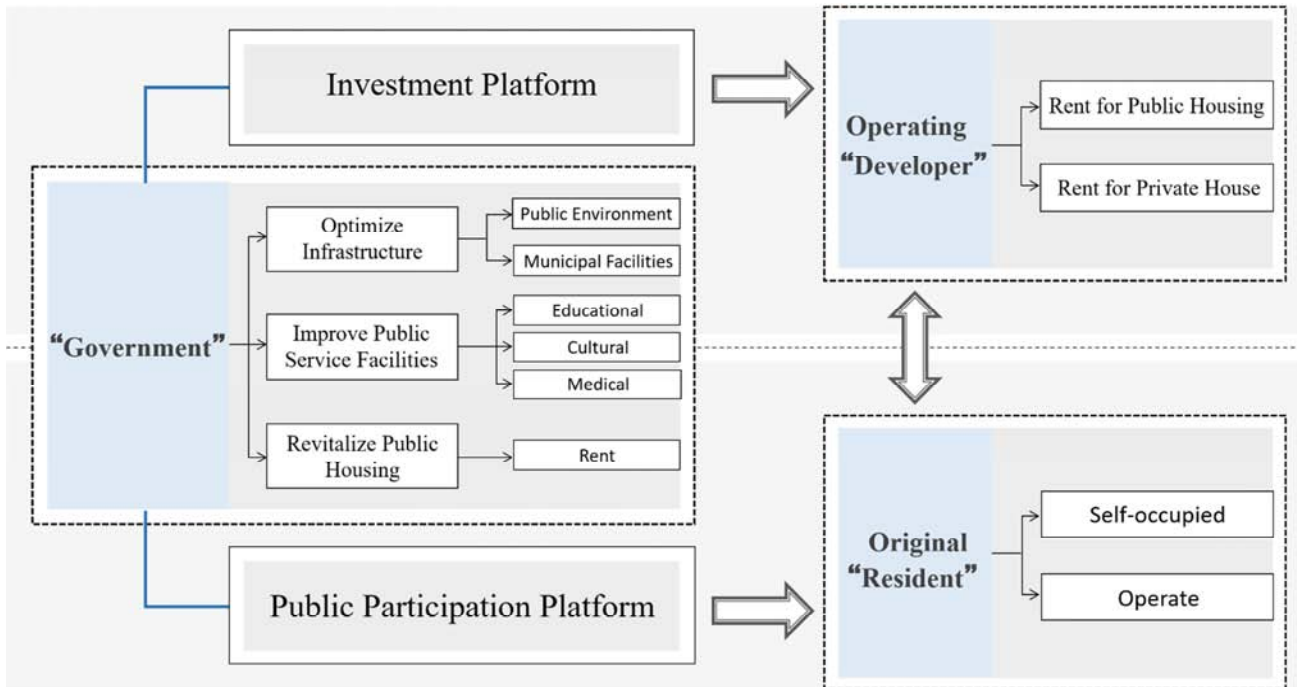 Investment Platform
Operating
“Developer”
Rent for Public Housing
Rent for Private House
“Government”
Optimize
Infrastructure
Public Environment
Municipal Facilities
Improve Public
Service Facilities
Educational
Cultural
Medical
Revitalize Public
Housing
Rent
Public Participation Platform
Original
“Resident”
Self-occupied
Operate